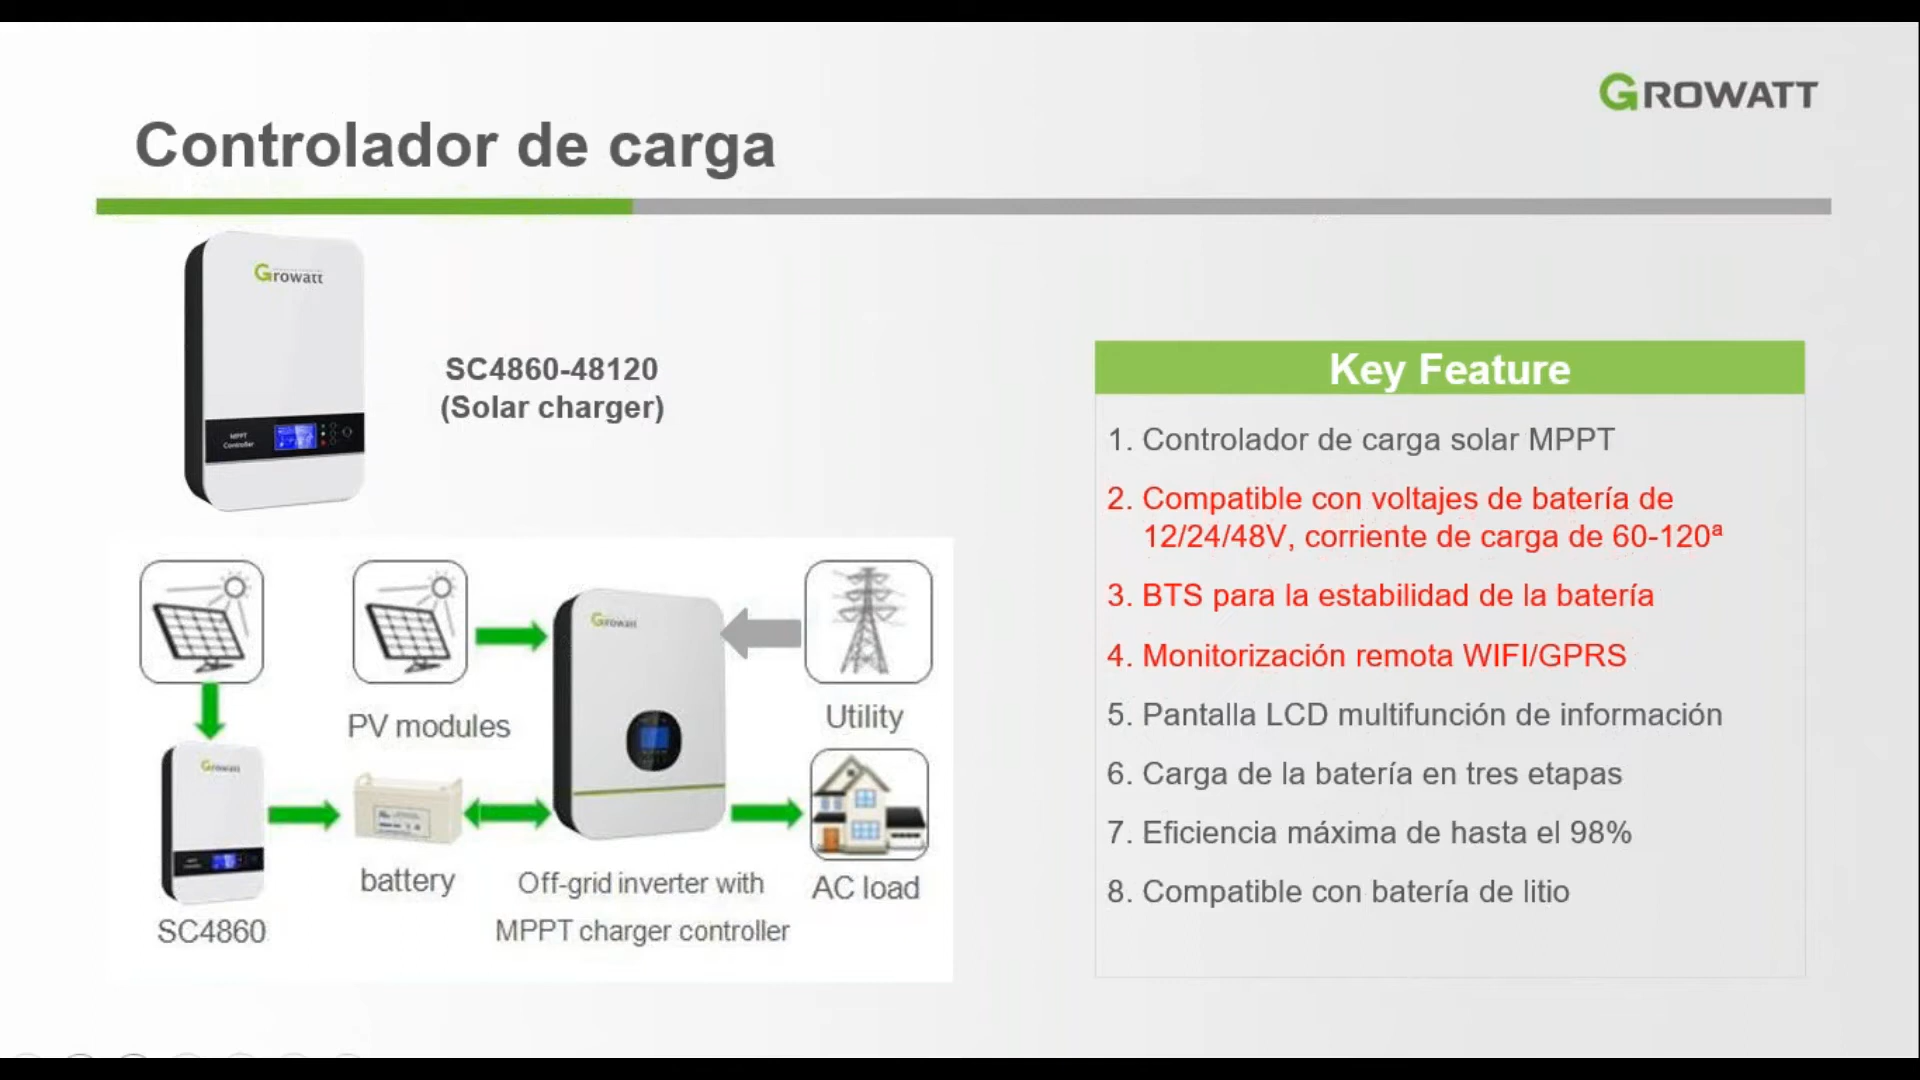 GROWATT
Controlador de carga
Growatt
MPPT
Controller
SC4860-48120
(Solar charger)
Key Feature
1. Controlador de carga solar MPPT
2. Compatible con voltajes de batería de
12/24/48V, corriente de carga de 60-120ª
3. BTS para la estabilidad de la batería
4. Monitorización remota WIFI/GPRS
5. Pantalla LCD multifunción de información
6. Carga de la batería en tres etapas
7. Eficiencia máxima de hasta el 98%
8. Compatible con batería de litio
Growatt
PV modules
Utility
Growatt
battery
Off-grid inverter with
MPPT charger controller
AC load
SC4860